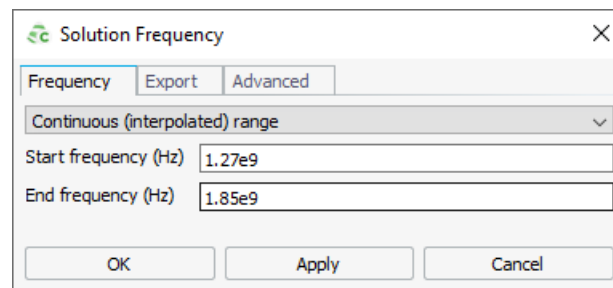 Solution Frequency
Frequency Export Advanced
Continuous (interpolated) range
Start frequency (Hz) 1.27e9
End frequency (Hz) 1.85e9
OK Apply Cancel